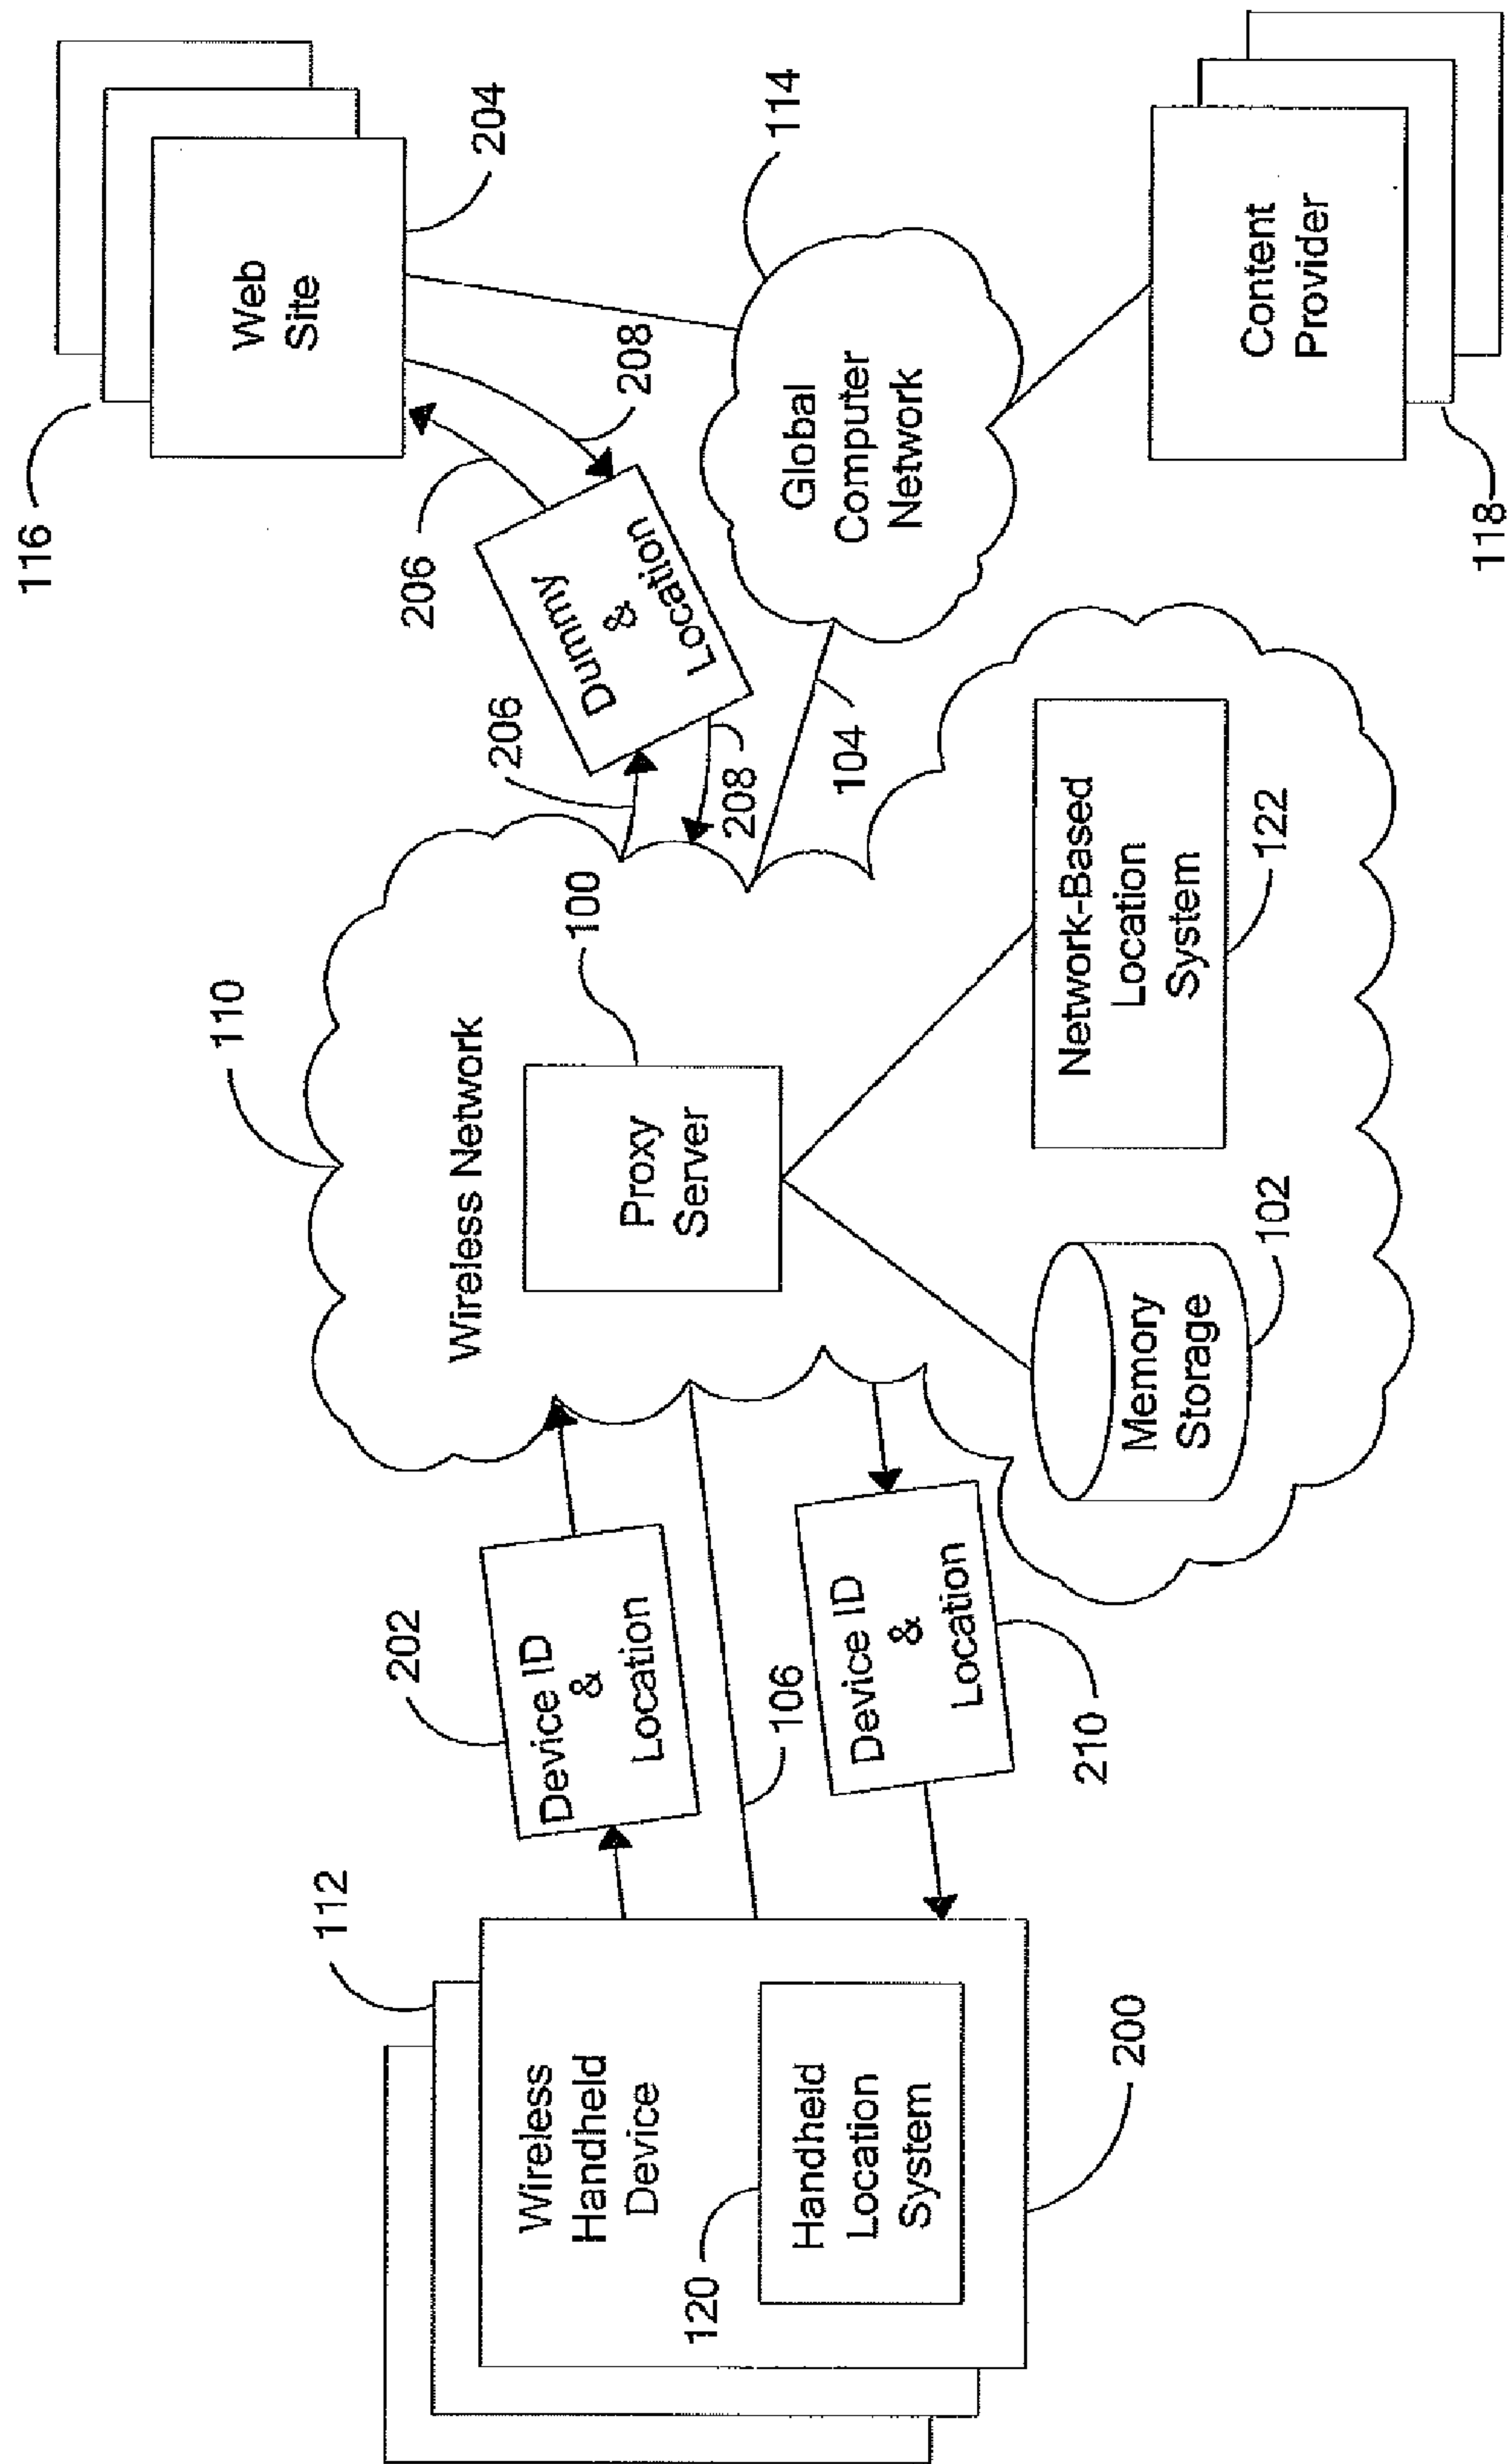 110
Wireless Network
Proxy
Server
100
Memory
Storage
102
Network-Based
Location
System
122
112
Wireless
Handheld
Device
120
Handheld
Location
System
200
202
Device ID
&
Location
106
Device ID
&
Location
210
206
208
Dummy
&
Location
206
208
104
116
Web
Site
204
Global
Computer
Network
114
Content
Provider
118